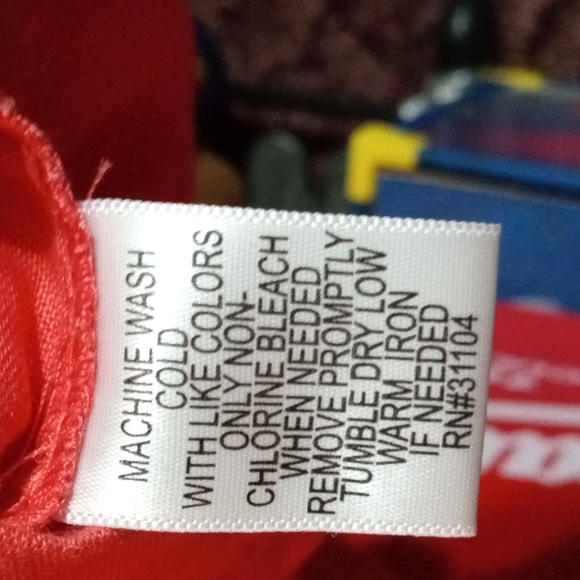 MACHINE WASH
COLD
WITH LIKE COLORS
ONLY NON-
CHLORINE BLEACH
WHEN NEEDED
REMOVE PROMPTLY
TUMBLE DRY LOW
WARM IRON
IF NEEDED
RN#31104